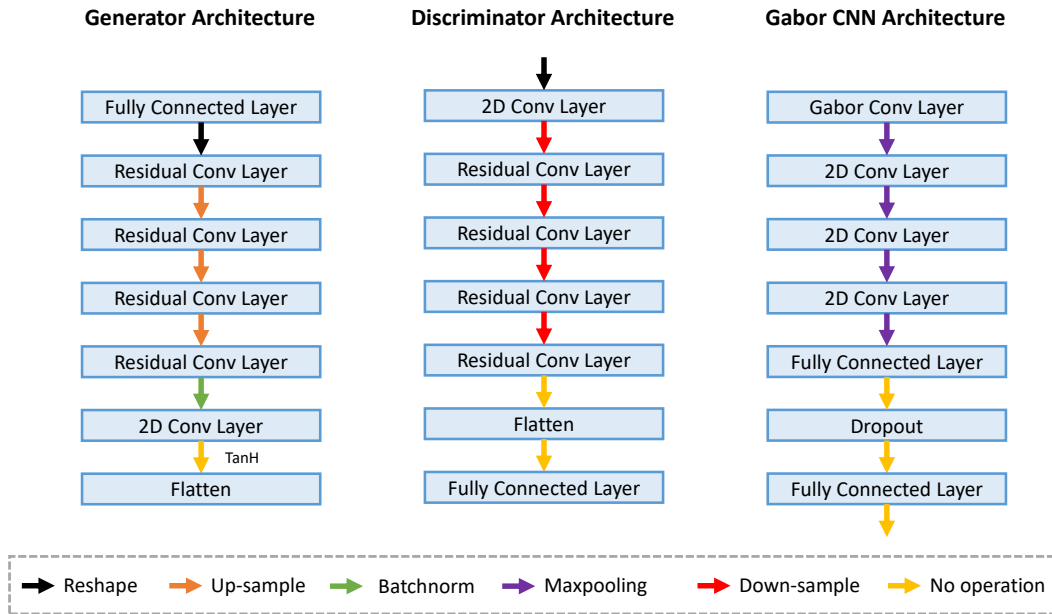 Generator Architecture
Fully Connected Layer
Residual Conv Layer
Residual Conv Layer
Residual Conv Layer
Residual Conv Layer
2D Conv Layer
TanH
Flatten
Discriminator Architecture
2D Conv Layer
Residual Conv Layer
Residual Conv Layer
Residual Conv Layer
Residual Conv Layer
Flatten
Fully Connected Layer
Gabor CNN Architecture
Gabor Conv Layer
2D Conv Layer
2D Conv Layer
2D Conv Layer
Fully Connected Layer
Dropout
Fully Connected Layer
Reshape Up-sample Batchnorm Maxpooling Down-sample No operation